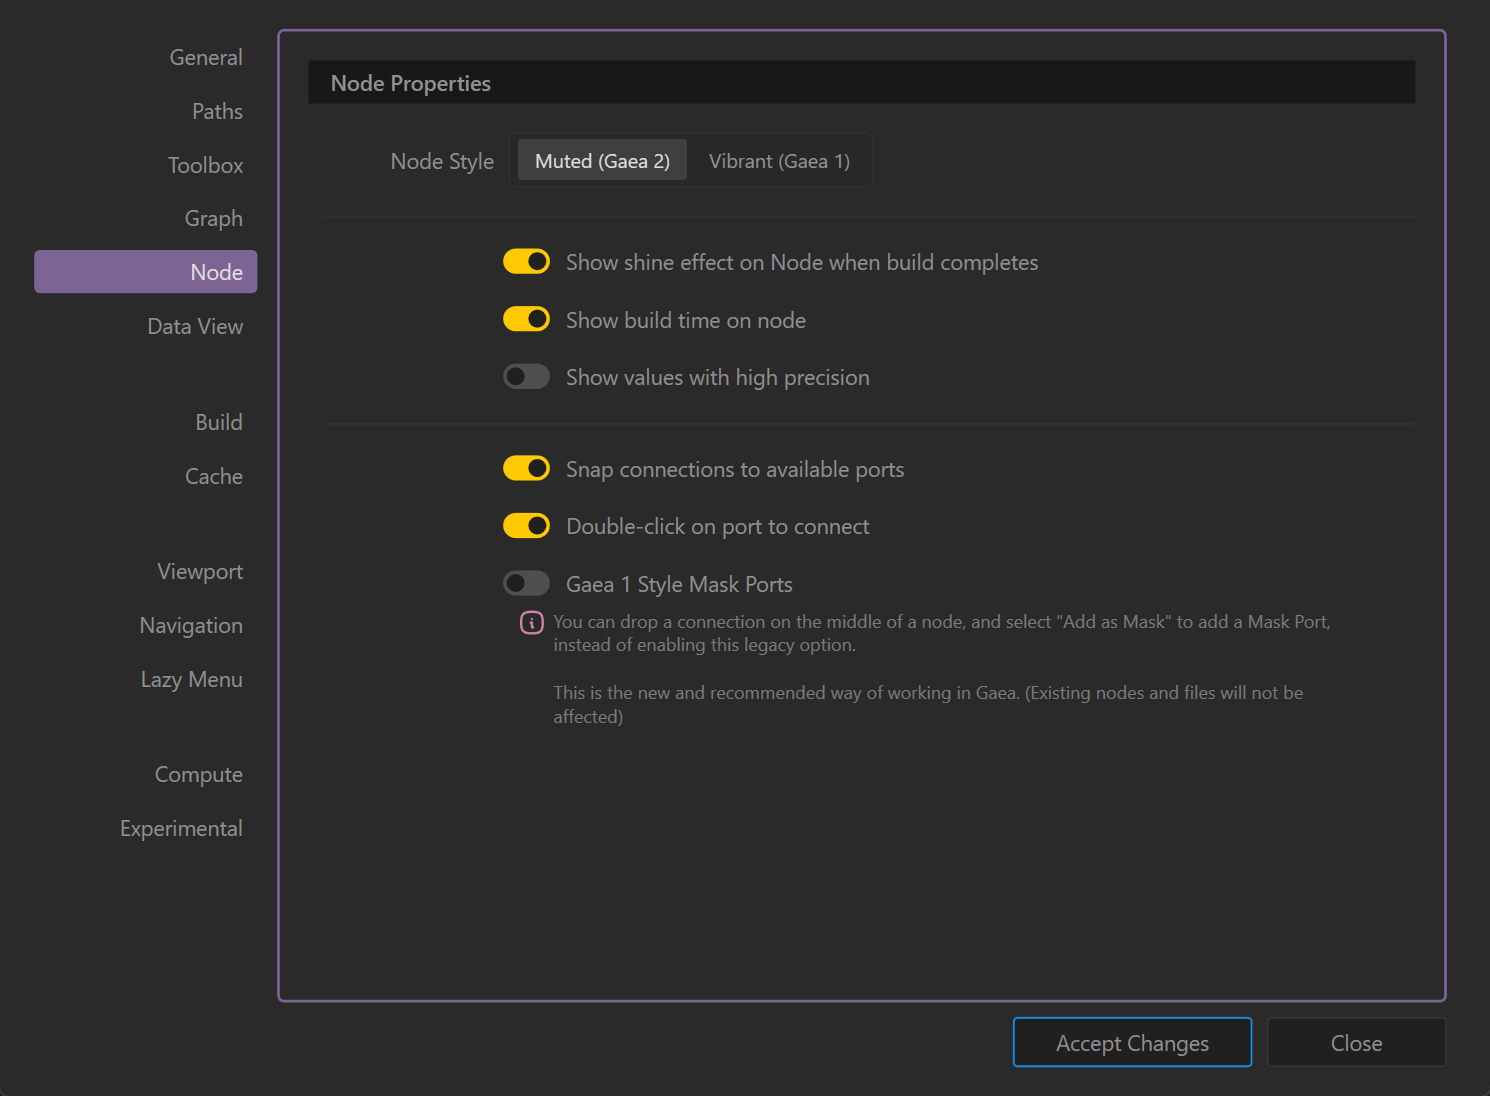 General
Paths
Toolbox
Graph
Node
Data View
Build
Cache
Viewport
Navigation
Lazy Menu
Compute
Experimental
Node Properties
Node Style Muted (Gaea 2) Vibrant (Gaea 1)
Show shine effect on Node when build completes
Show build time on node
Show values with high precision
Snap connections to available ports
Double-click on port to connect
Gaea 1 Style Mask Ports
You can drop a connection on the middle of a node, and select "Add as Mask" to add a Mask Port,
instead of enabling this legacy option.
This is the new and recommended way of working in Gaea. (Existing nodes and files will not be
affected)
Accept Changes Close